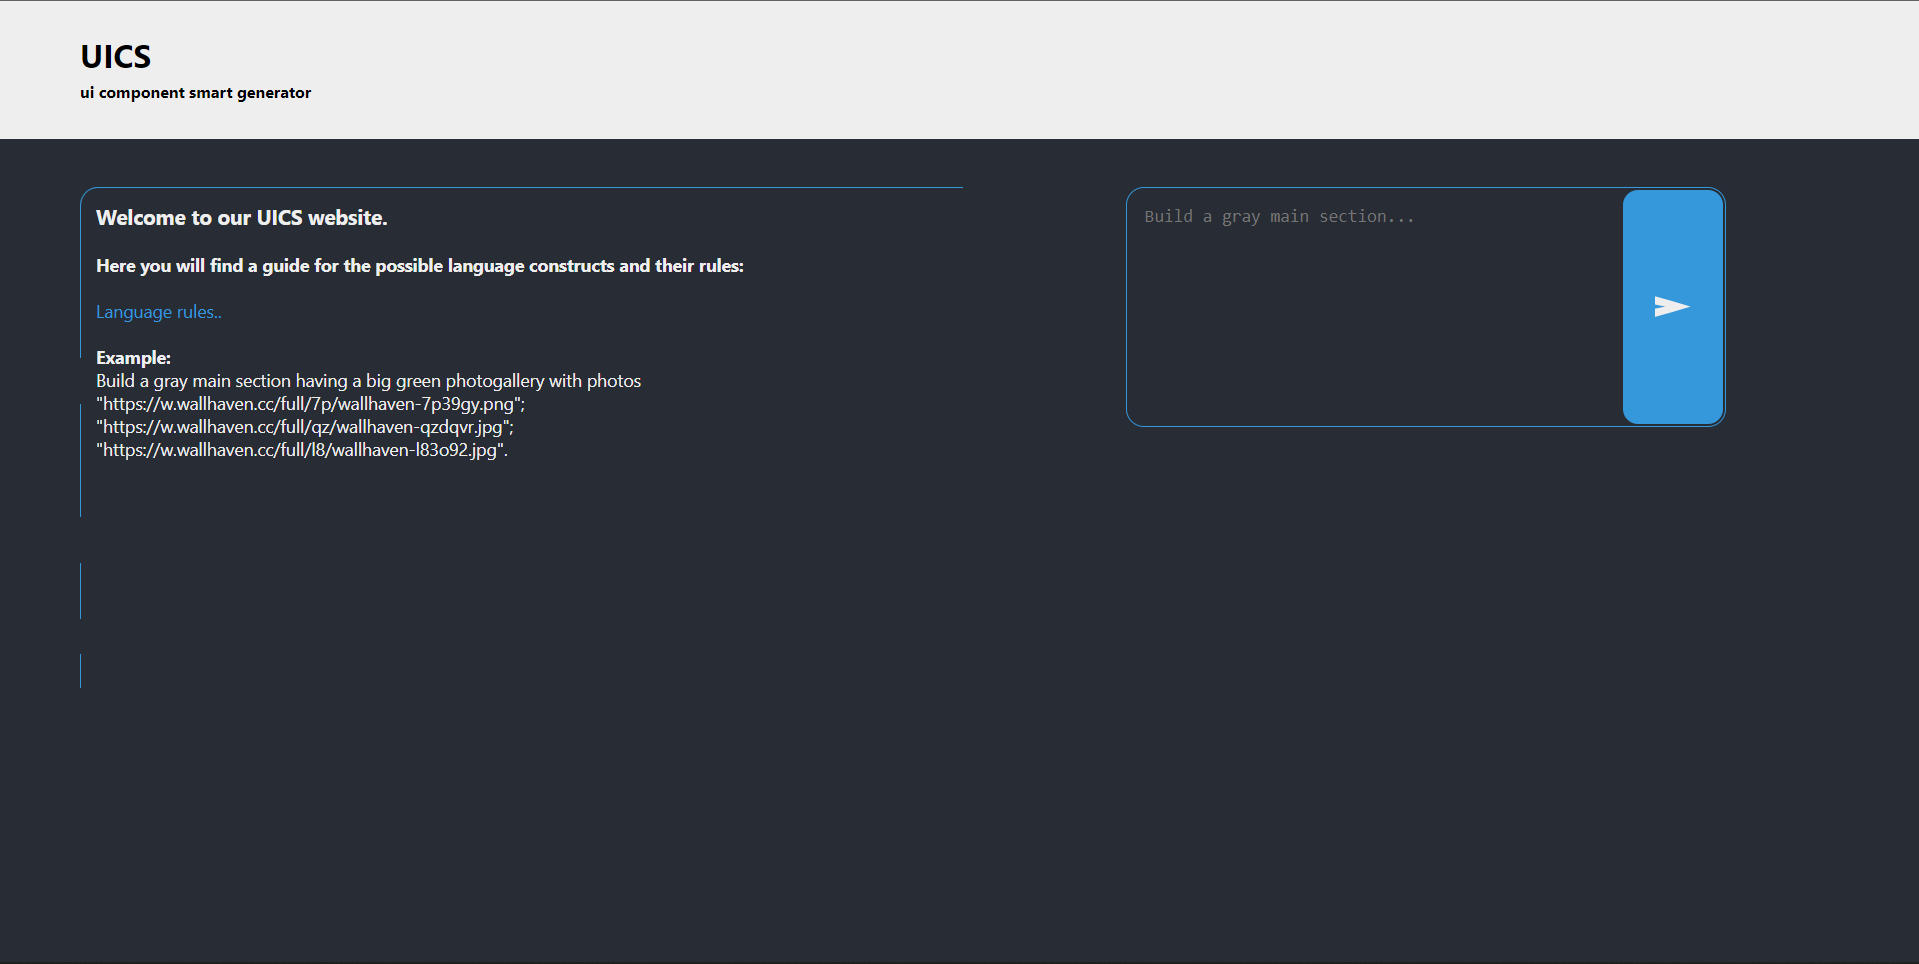 UICS
ui component smart generator
Welcome to our UICS website.
Here you will find a guide for the possible language constructs and their rules:
Language rules..
Example:
Build a gray main section having a big green photogallery with photos
"https://w.wallhaven.cc/full/7p/wallhaven-7p39gy.png";
"https://w.wallhaven.cc/full/qz/wallhaven-qzdqvr.jpg";
"https://w.wallhaven.cc/full/l8/wallhaven-l83o92.jpg".
Build a gray main section...